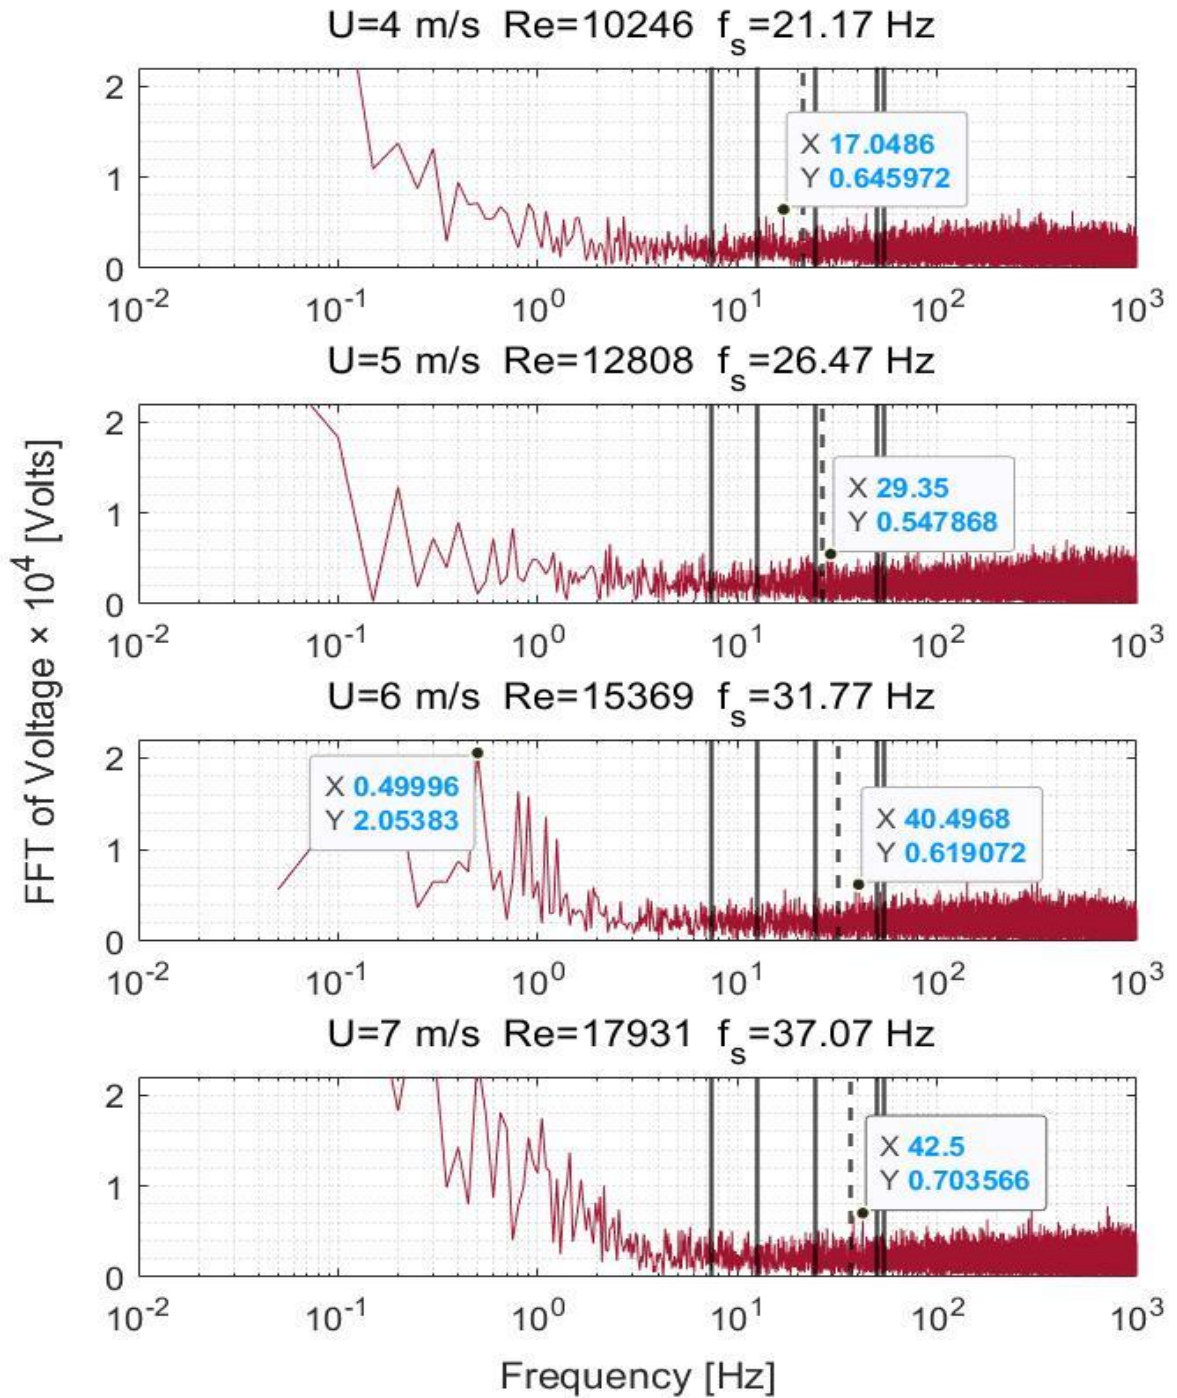 U=4 m/s Re=10246 fₛ=21.17 Hz
2
X 17.0486
1
Y 0.645972
0
10⁻² 10⁻¹ 10⁰ 10¹ 10² 10³
U=5 m/s Re=12808 fₛ=26.47 Hz
2
X 29.35
1
Y 0.547868
0
10⁻² 10⁻¹ 10⁰ 10¹ 10² 10³
FFT of Voltage × 10⁴ [Volts]
U=6 m/s Re=15369 fₛ=31.77 Hz
2
X 0.49996
Y 2.05383
X 40.4968
1
Y 0.619072
0
10⁻² 10⁻¹ 10⁰ 10¹ 10² 10³
U=7 m/s Re=17931 fₛ=37.07 Hz
2
X 42.5
1
Y 0.703566
0
10⁻² 10⁻¹ 10⁰ 10¹ 10² 10³
Frequency [Hz]